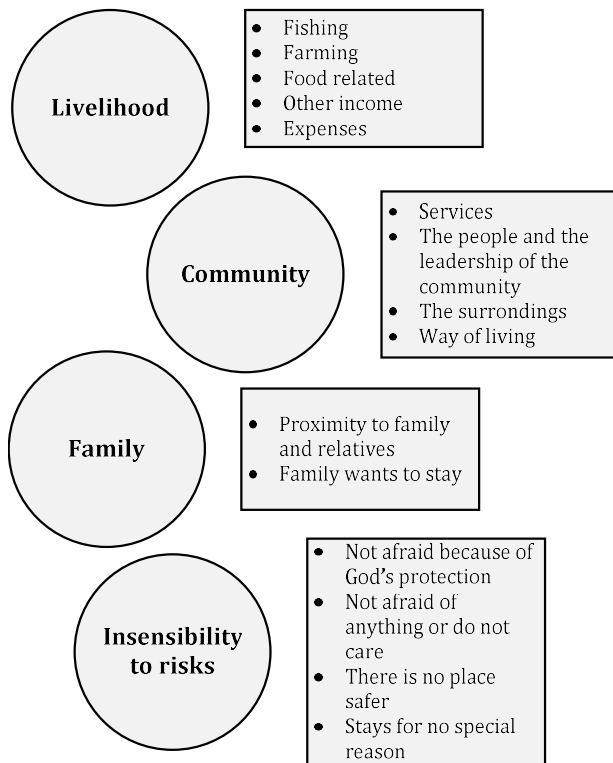 Livelihood
• Fishing
• Farming
• Food related
• Other income
• Expenses
Community
• Services
• The people and the
leadership of the
community
• The surrondings
• Way of living
Family
• Proximity to family
and relatives
• Family wants to stay
Insensibility
to risks
• Not afraid because of
God's protection
• Not afraid of
anything or do not
care
• There is no place
safer
• Stays for no special
reason